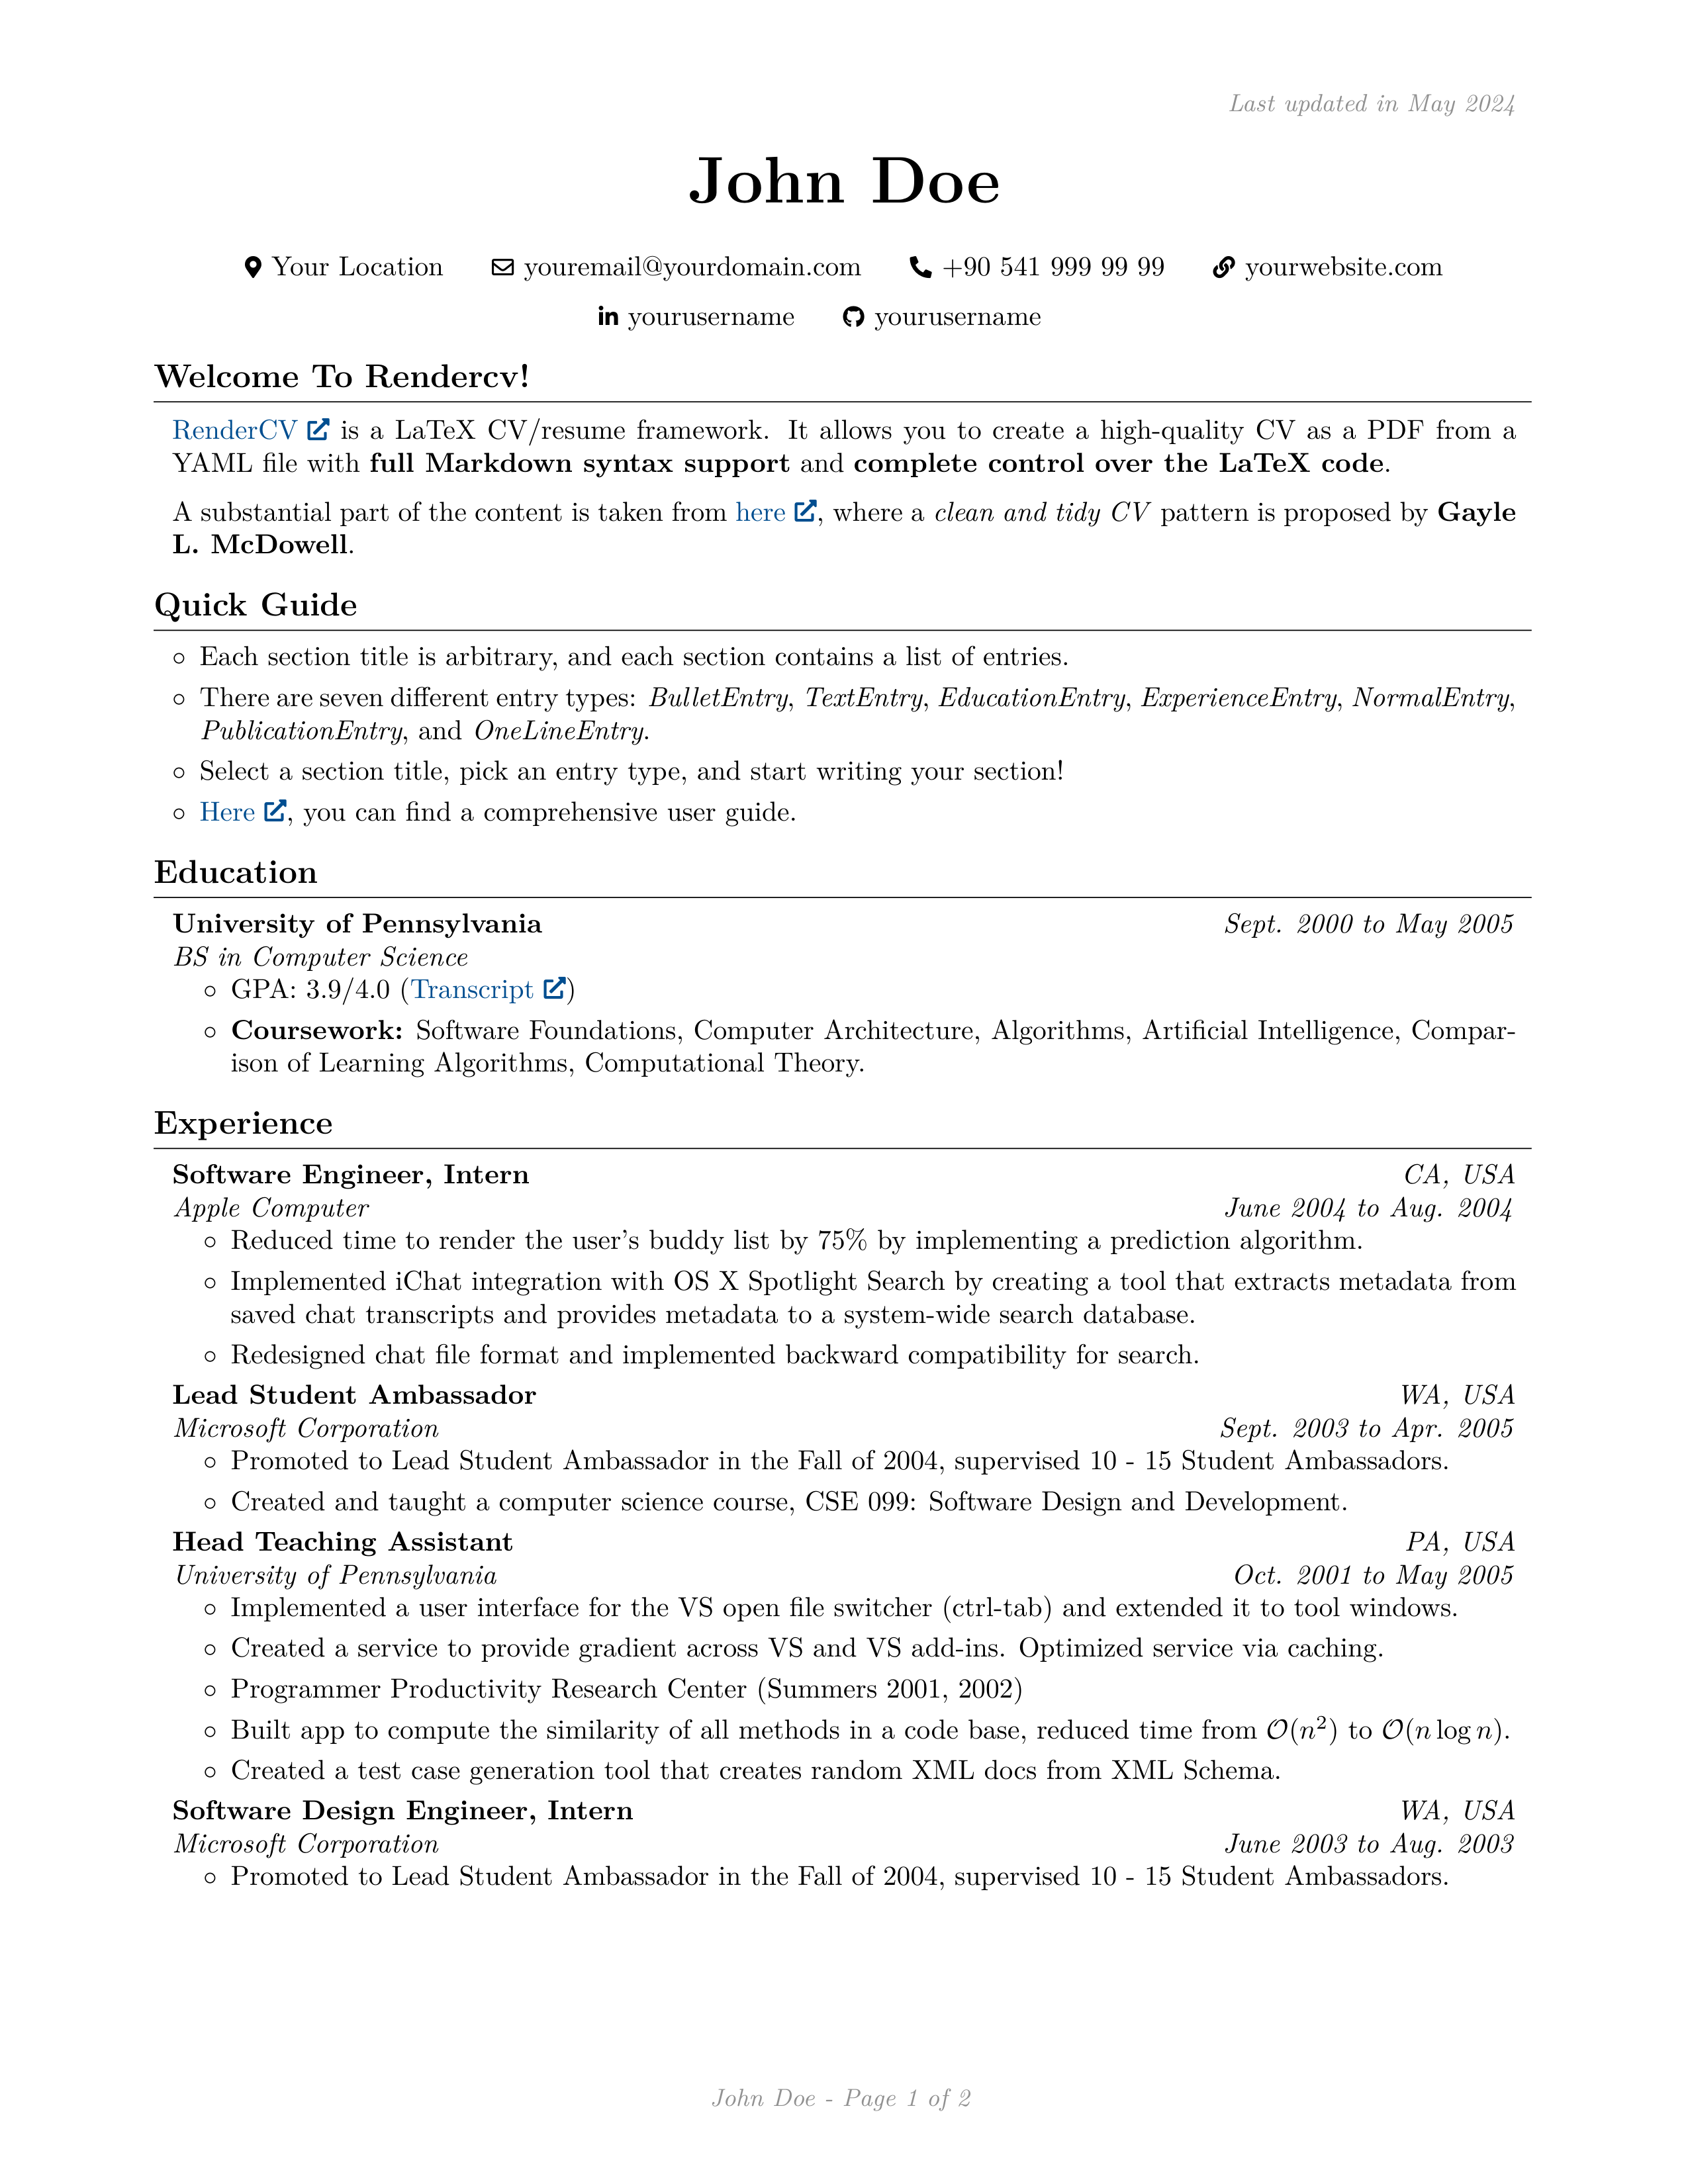 Last updated in May 2024
John Doe
Your Location youremail@yourdomain.com +90 541 999 99 99 yourwebsite.com
yourusername yourusername
Welcome To Rendercv!
RenderCV is a LaTeX CV/resume framework. It allows you to create a high-quality CV as a PDF from a
YAML file with full Markdown syntax support and complete control over the LaTeX code.
A substantial part of the content is taken from here, where a clean and tidy CV pattern is proposed by Gayle
L. McDowell.
Quick Guide
◦ Each section title is arbitrary, and each section contains a list of entries.
◦ There are seven different entry types: BulletEntry, TextEntry, EducationEntry, ExperienceEntry, NormalEntry,
PublicationEntry, and OneLineEntry.
◦ Select a section title, pick an entry type, and start writing your section!
◦ Here, you can find a comprehensive user guide.
Education
University of Pennsylvania Sept. 2000 to May 2005
BS in Computer Science
◦ GPA: 3.9/4.0 (Transcript)
◦ Coursework: Software Foundations, Computer Architecture, Algorithms, Artificial Intelligence, Compar-
ison of Learning Algorithms, Computational Theory.
Experience
Software Engineer, Intern CA, USA
Apple Computer June 2004 to Aug. 2004
◦ Reduced time to render the user's buddy list by 75% by implementing a prediction algorithm.
◦ Implemented iChat integration with OS X Spotlight Search by creating a tool that extracts metadata from
saved chat transcripts and provides metadata to a system-wide search database.
◦ Redesigned chat file format and implemented backward compatibility for search.
Lead Student Ambassador WA, USA
Microsoft Corporation Sept. 2003 to Apr. 2005
◦ Promoted to Lead Student Ambassador in the Fall of 2004, supervised 10 - 15 Student Ambassadors.
◦ Created and taught a computer science course, CSE 099: Software Design and Development.
Head Teaching Assistant PA, USA
University of Pennsylvania Oct. 2001 to May 2005
◦ Implemented a user interface for the VS open file switcher (ctrl-tab) and extended it to tool windows.
◦ Created a service to provide gradient across VS and VS add-ins. Optimized service via caching.
◦ Programmer Productivity Research Center (Summers 2001, 2002)
◦ Built app to compute the similarity of all methods in a code base, reduced time from 𝒪(n²) to 𝒪(n log n).
◦ Created a test case generation tool that creates random XML docs from XML Schema.
Software Design Engineer, Intern WA, USA
Microsoft Corporation June 2003 to Aug. 2003
◦ Promoted to Lead Student Ambassador in the Fall of 2004, supervised 10 - 15 Student Ambassadors.
John Doe - Page 1 of 2